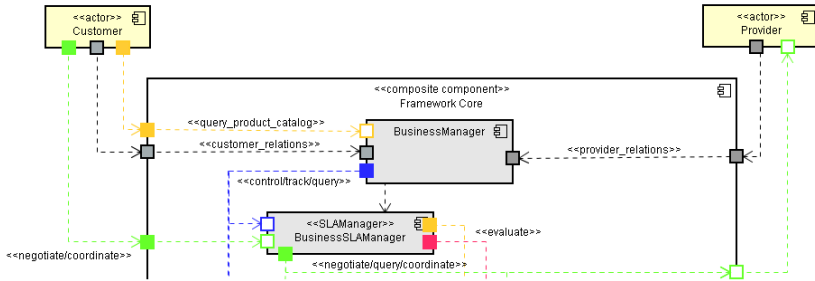 <<actor>>
Customer
<<actor>>
Provider
<<composite component>>
Framework Core
<<query_product_catalog>>
BusinessManager
<<customer_relations>>
<<provider_relations>>
<<control/track/query>>
<<SLAManager>>
BusinessSLAManager
<<evaluate>>
<<negotiate/coordinate>>
<<negotiate/query/coordinate>>